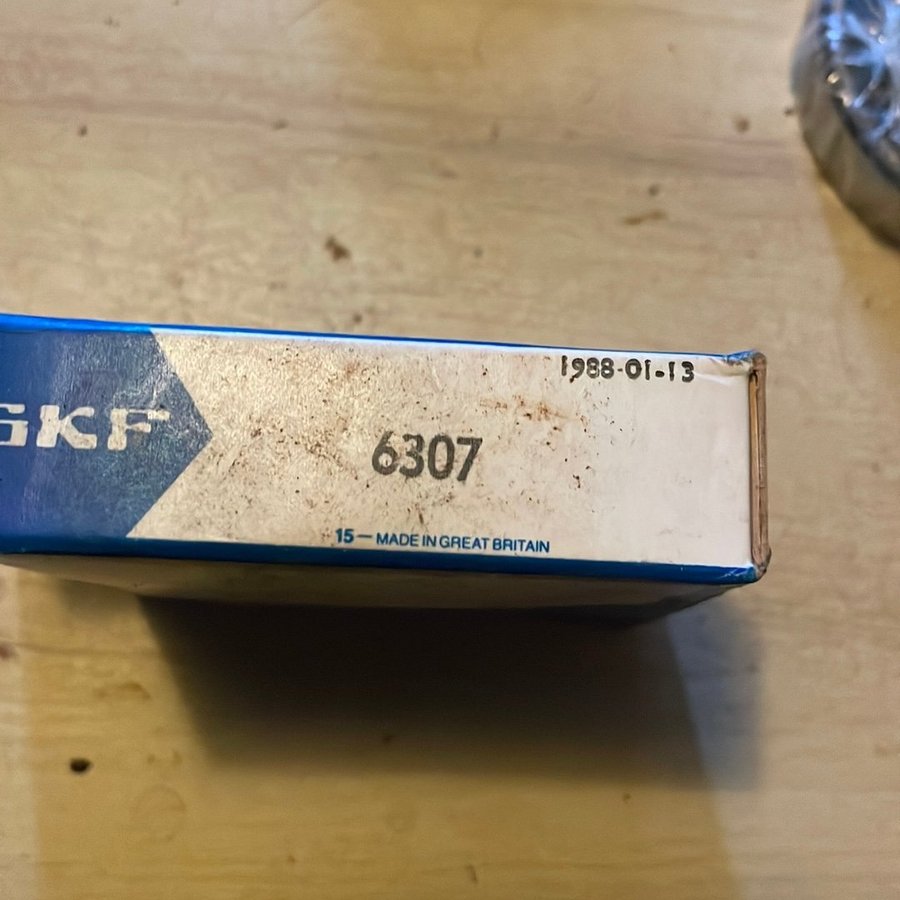 1988-01-13
SKF
6307
15 — MADE IN GREAT BRITAIN